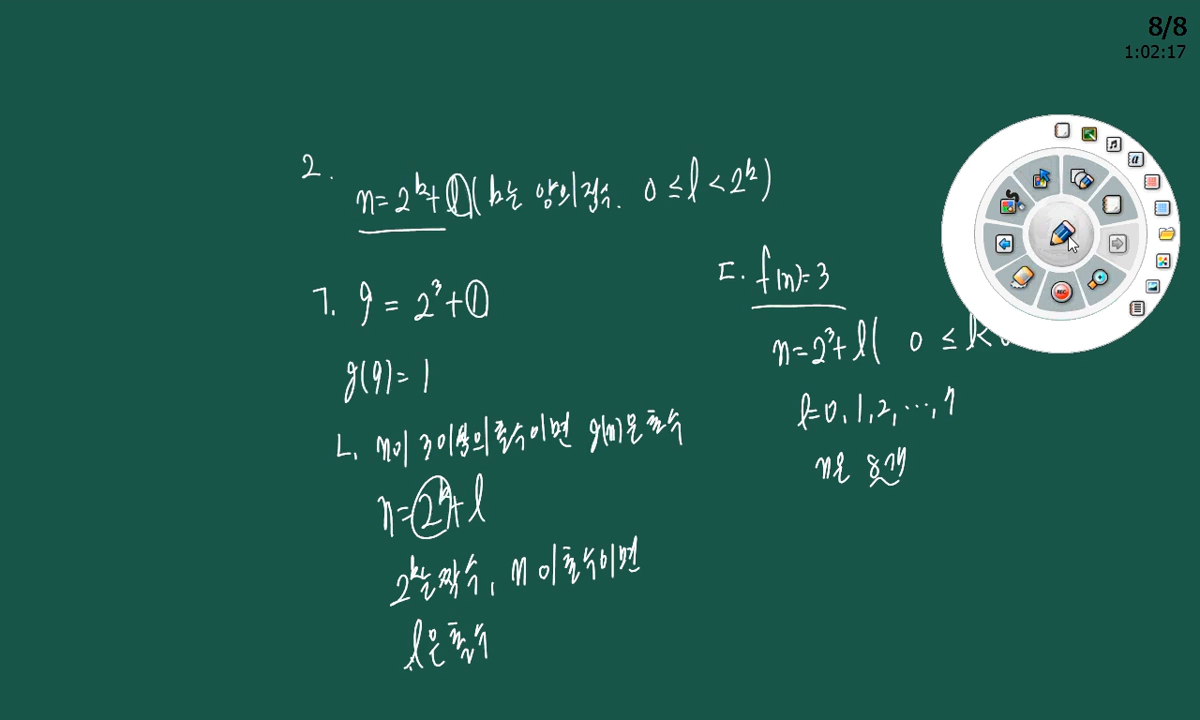 8/8
1:02:17
2.
n=2^k+l (k는 양의 정수. 0≤l<2^k)
ㄱ. 9=2^3+1
g(9)=1
ㄴ. n이 3이상의 홀수이면 g(n)은 홀수
n=2^k+l
2^k는 짝수, n이 홀수이면
l은 홀수
ㄷ. f(n)=3
n=2^3+l( 0≤l<
l=0, 1, 2, ..., 7
n은 8개